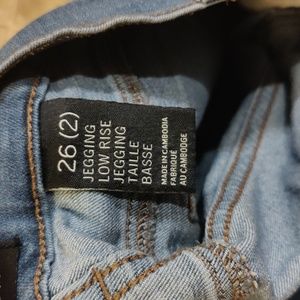 26 (2)
JEGGING
LOW RISE
JEGGING
TAILLE
BASSE
MADE IN CAMBODIA
FABRIQUÉ
AU CAMBODGE